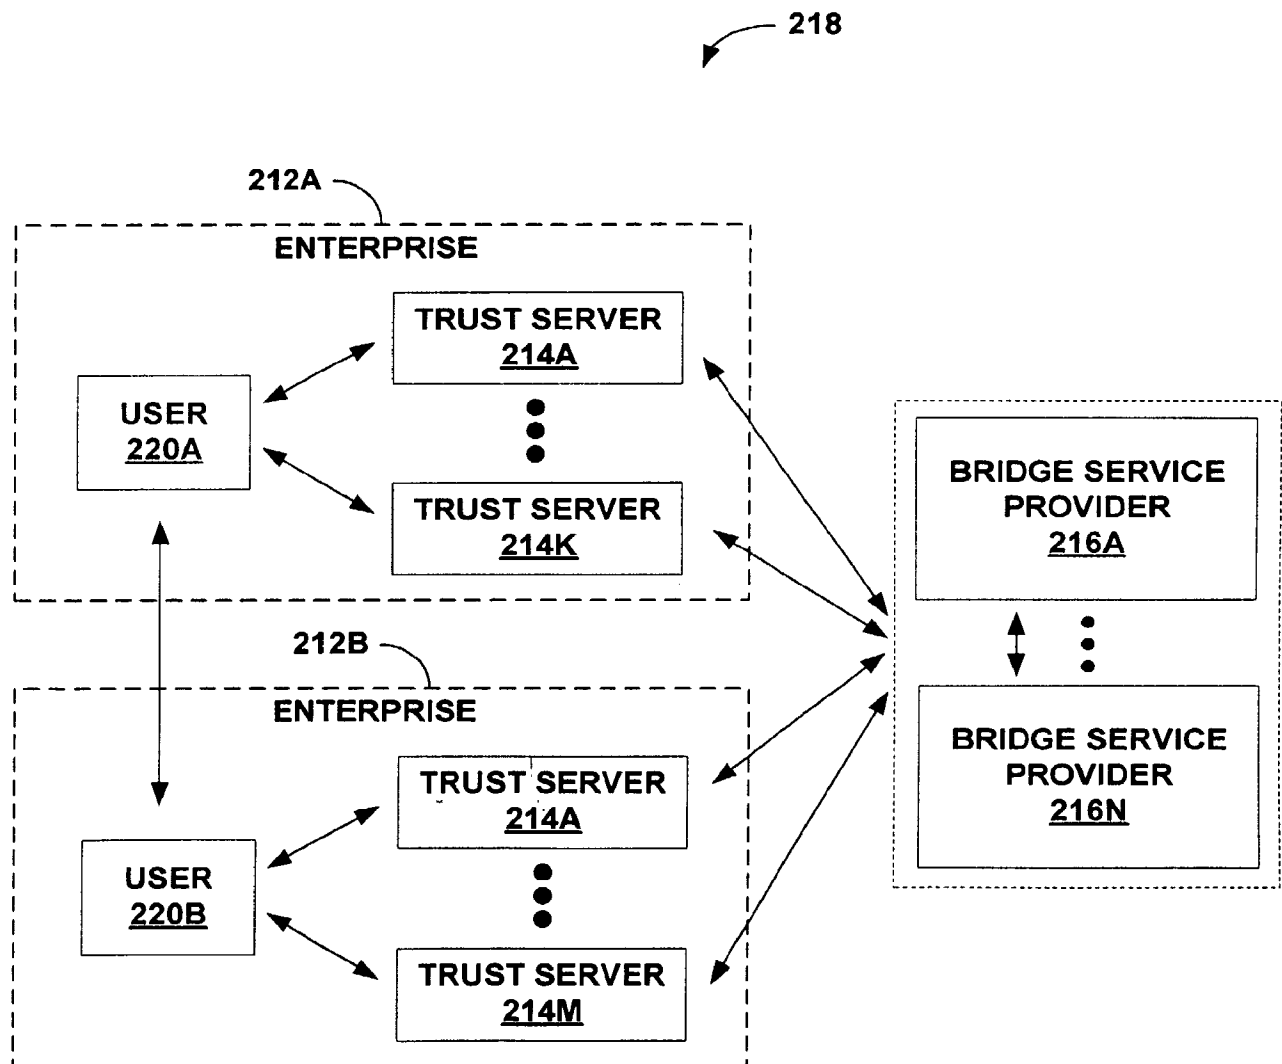 218
212A
ENTERPRISE
TRUST SERVER
214A
USER
220A
TRUST SERVER
214K
BRIDGE SERVICE
PROVIDER
216A
212B
ENTERPRISE
BRIDGE SERVICE
PROVIDER
216N
TRUST SERVER
214A
USER
220B
TRUST SERVER
214M